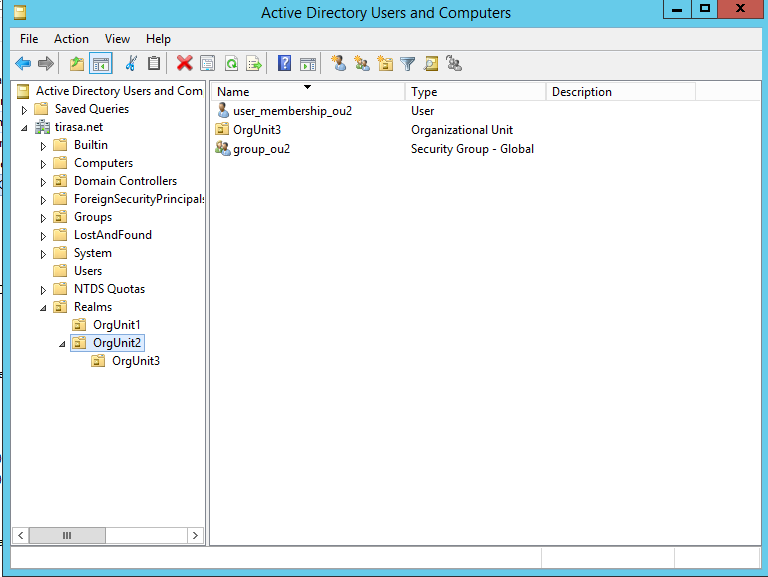 Active Directory Users and Computers
File Action View Help
Active Directory Users and Com
Saved Queries
tirasa.net
Builtin
Computers
Domain Controllers
ForeignSecurityPrincipals
Groups
LostAndFound
System
Users
NTDS Quotas
Realms
OrgUnit1
OrgUnit2
OrgUnit3
Name Type Description
user_membership_ou2 User
OrgUnit3 Organizational Unit
group_ou2 Security Group - Global